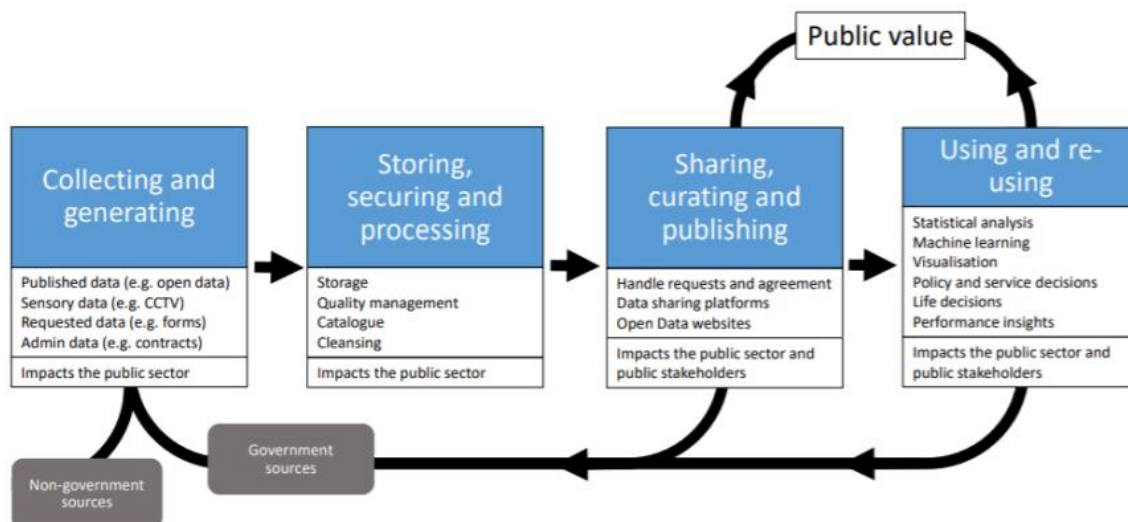 Public value
Collecting and
generating
Published data (e.g. open data)
Sensory data (e.g. CCTV)
Requested data (e.g. forms)
Admin data (e.g. contracts)
Impacts the public sector
Storing,
securing and
processing
Storage
Quality management
Catalogue
Cleansing
Impacts the public sector
Sharing,
curating and
publishing
Handle requests and agreement
Data sharing platforms
Open Data websites
Impacts the public sector and
public stakeholders
Using and re-
using
Statistical analysis
Machine learning
Visualisation
Policy and service decisions
Life decisions
Performance insights
Impacts the public sector and
public stakeholders
Government
sources
Non-government
sources